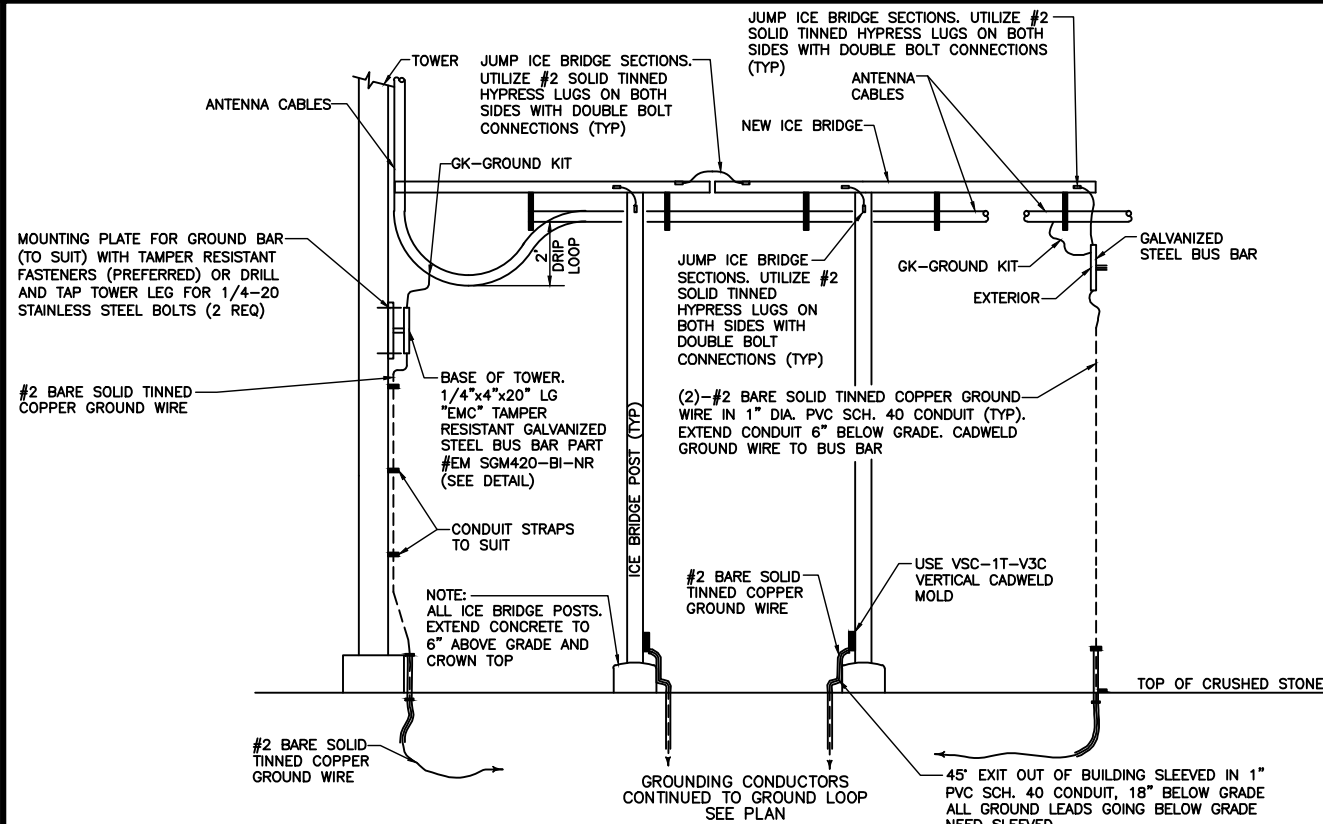 JUMP ICE BRIDGE SECTIONS. UTILIZE #2
SOLID TINNED HYPRESS LUGS ON BOTH
SIDES WITH DOUBLE BOLT CONNECTIONS
(TYP)
TOWER
JUMP ICE BRIDGE SECTIONS.
UTILIZE #2 SOLID TINNED
HYPRESS LUGS ON BOTH
SIDES WITH DOUBLE BOLT
CONNECTIONS (TYP)
ANTENNA
CABLES
ANTENNA CABLES
NEW ICE BRIDGE
GK-GROUND KIT
MOUNTING PLATE FOR GROUND BAR
(TO SUIT) WITH TAMPER RESISTANT
FASTENERS (PREFERRED) OR DRILL
AND TAP TOWER LEG FOR 1/4-20
STAINLESS STEEL BOLTS (2 REQ)
2'
DRIP
LOOP
JUMP ICE BRIDGE
SECTIONS. UTILIZE #2
SOLID TINNED
HYPRESS LUGS ON
BOTH SIDES WITH
DOUBLE BOLT
CONNECTIONS (TYP)
GALVANIZED
STEEL BUS BAR
GK-GROUND KIT
EXTERIOR
#2 BARE SOLID TINNED
COPPER GROUND WIRE
BASE OF TOWER.
1/4"x4"x20" LG
"EMC" TAMPER
RESISTANT GALVANIZED
STEEL BUS BAR PART
#EM SGM420-BI-NR
(SEE DETAIL)
(2)-#2 BARE SOLID TINNED COPPER GROUND
WIRE IN 1" DIA. PVC SCH. 40 CONDUIT (TYP).
EXTEND CONDUIT 6" BELOW GRADE. CADWELD
GROUND WIRE TO BUS BAR
ICE BRIDGE POST (TYP)
CONDUIT STRAPS
TO SUIT
#2 BARE SOLID
TINNED COPPER
GROUND WIRE
USE VSC-1T-V3C
VERTICAL CADWELD
MOLD
NOTE:
ALL ICE BRIDGE POSTS.
EXTEND CONCRETE TO
6" ABOVE GRADE AND
CROWN TOP
TOP OF CRUSHED STONE
#2 BARE SOLID
TINNED COPPER
GROUND WIRE
GROUNDING CONDUCTORS
CONTINUED TO GROUND LOOP
SEE PLAN
45° EXIT OUT OF BUILDING SLEEVED IN 1"
PVC SCH. 40 CONDUIT, 18" BELOW GRADE
ALL GROUND LEADS GOING BELOW GRADE
NEED SLEEVED